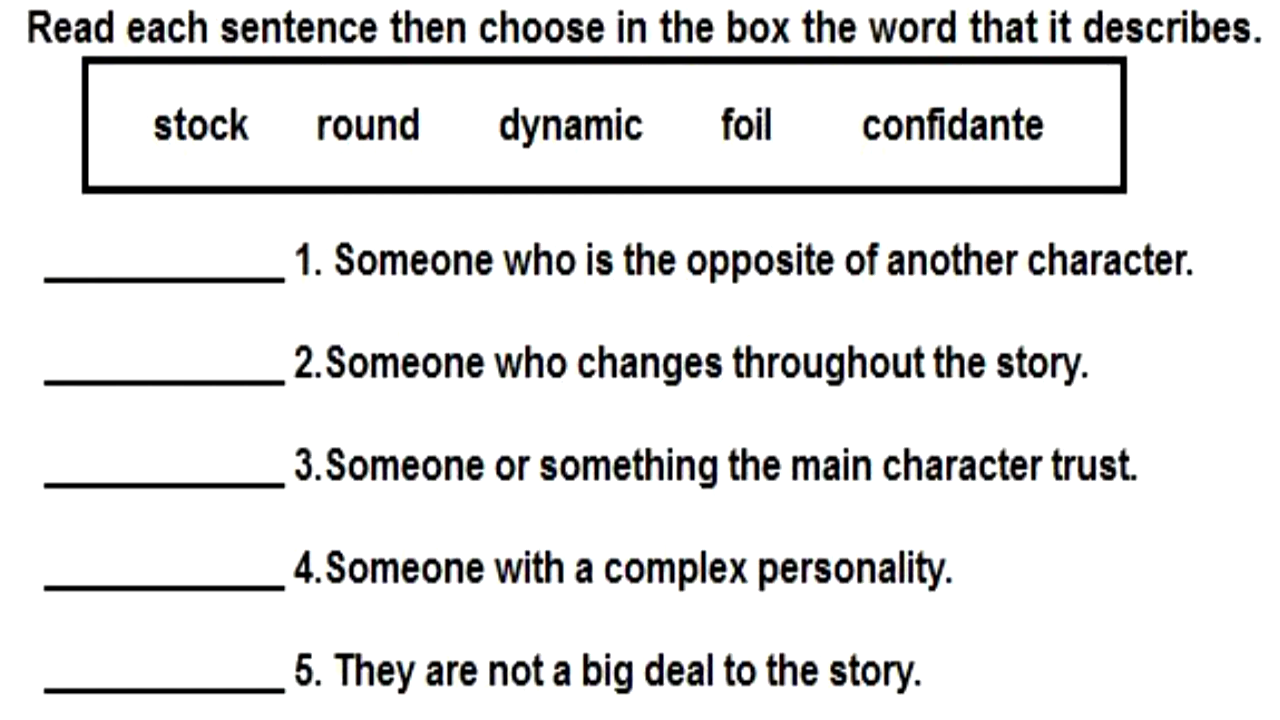 Read each sentence then choose in the box the word that it describes.
stock round dynamic foil confidante
____________ 1. Someone who is the opposite of another character.
____________ 2.Someone who changes throughout the story.
____________ 3.Someone or something the main character trust.
____________ 4.Someone with a complex personality.
____________ 5. They are not a big deal to the story.